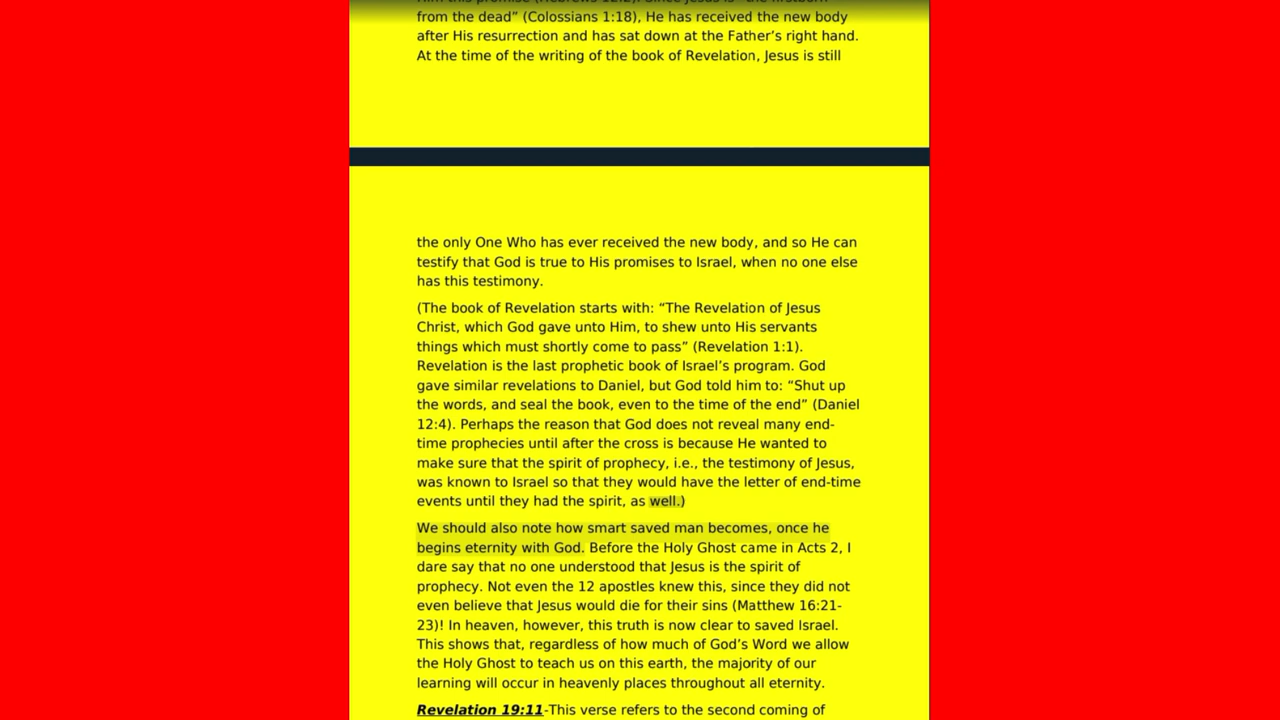 from the dead” (Colossians 1:18), He has received the new body
after His resurrection and has sat down at the Father’s right hand.
At the time of the writing of the book of Revelation, Jesus is still
the only One Who has ever received the new body, and so He can
testify that God is true to His promises to Israel, when no one else
has this testimony.
(The book of Revelation starts with: “The Revelation of Jesus
Christ, which God gave unto Him, to shew unto His servants
things which must shortly come to pass” (Revelation 1:1).
Revelation is the last prophetic book of Israel’s program. God
gave similar revelations to Daniel, but God told him to: “Shut up
the words, and seal the book, even to the time of the end” (Daniel
12:4). Perhaps the reason that God does not reveal many end-
time prophecies until after the cross is because He wanted to
make sure that the spirit of prophecy, i.e., the testimony of Jesus,
was known to Israel so that they would have the letter of end-time
events until they had the spirit, as well.)
We should also note how smart saved man becomes, once he
begins eternity with God. Before the Holy Ghost came in Acts 2, I
dare say that no one understood that Jesus is the spirit of
prophecy. Not even the 12 apostles knew this, since they did not
even believe that Jesus would die for their sins (Matthew 16:21-
23)! In heaven, however, this truth is now clear to saved Israel.
This shows that, regardless of how much of God’s Word we allow
the Holy Ghost to teach us on this earth, the majority of our
learning will occur in heavenly places throughout all eternity.
Revelation 19:11-This verse refers to the second coming of